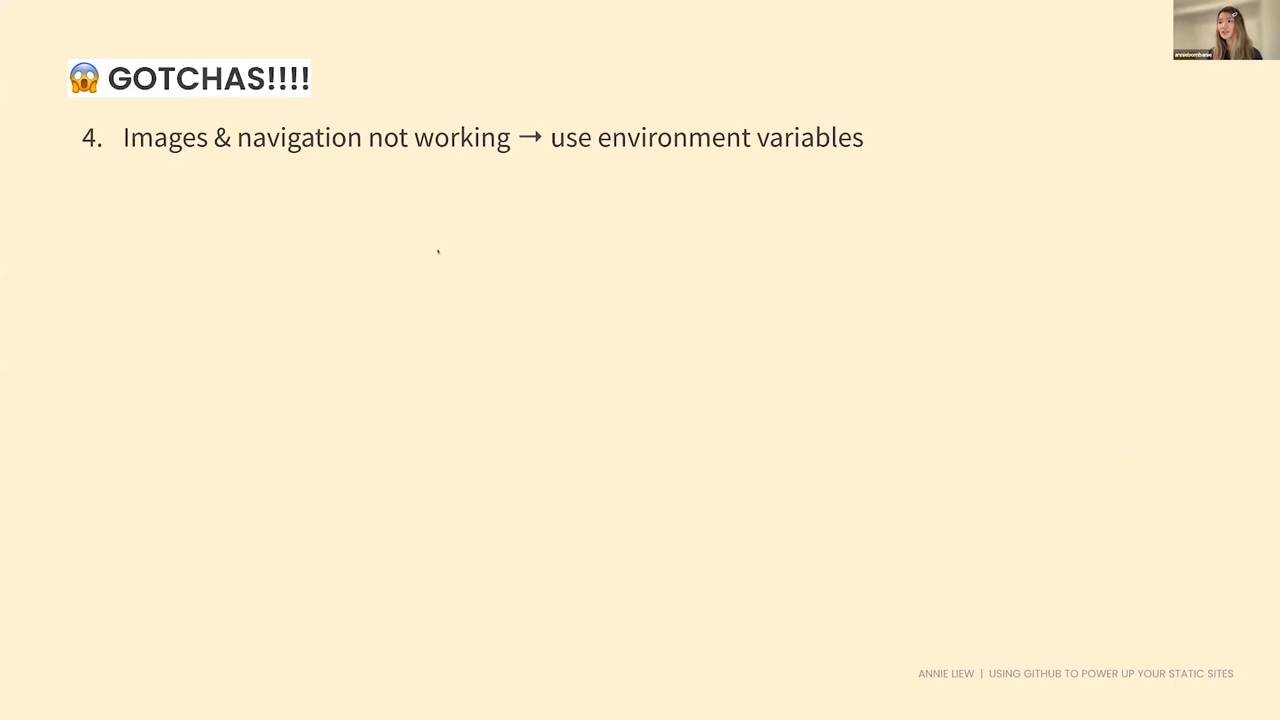 😱 GOTCHAS!!!!
4. Images & navigation not working → use environment variables
anniebombanie
ANNIE LIEW | USING GITHUB TO POWER UP YOUR STATIC SITES